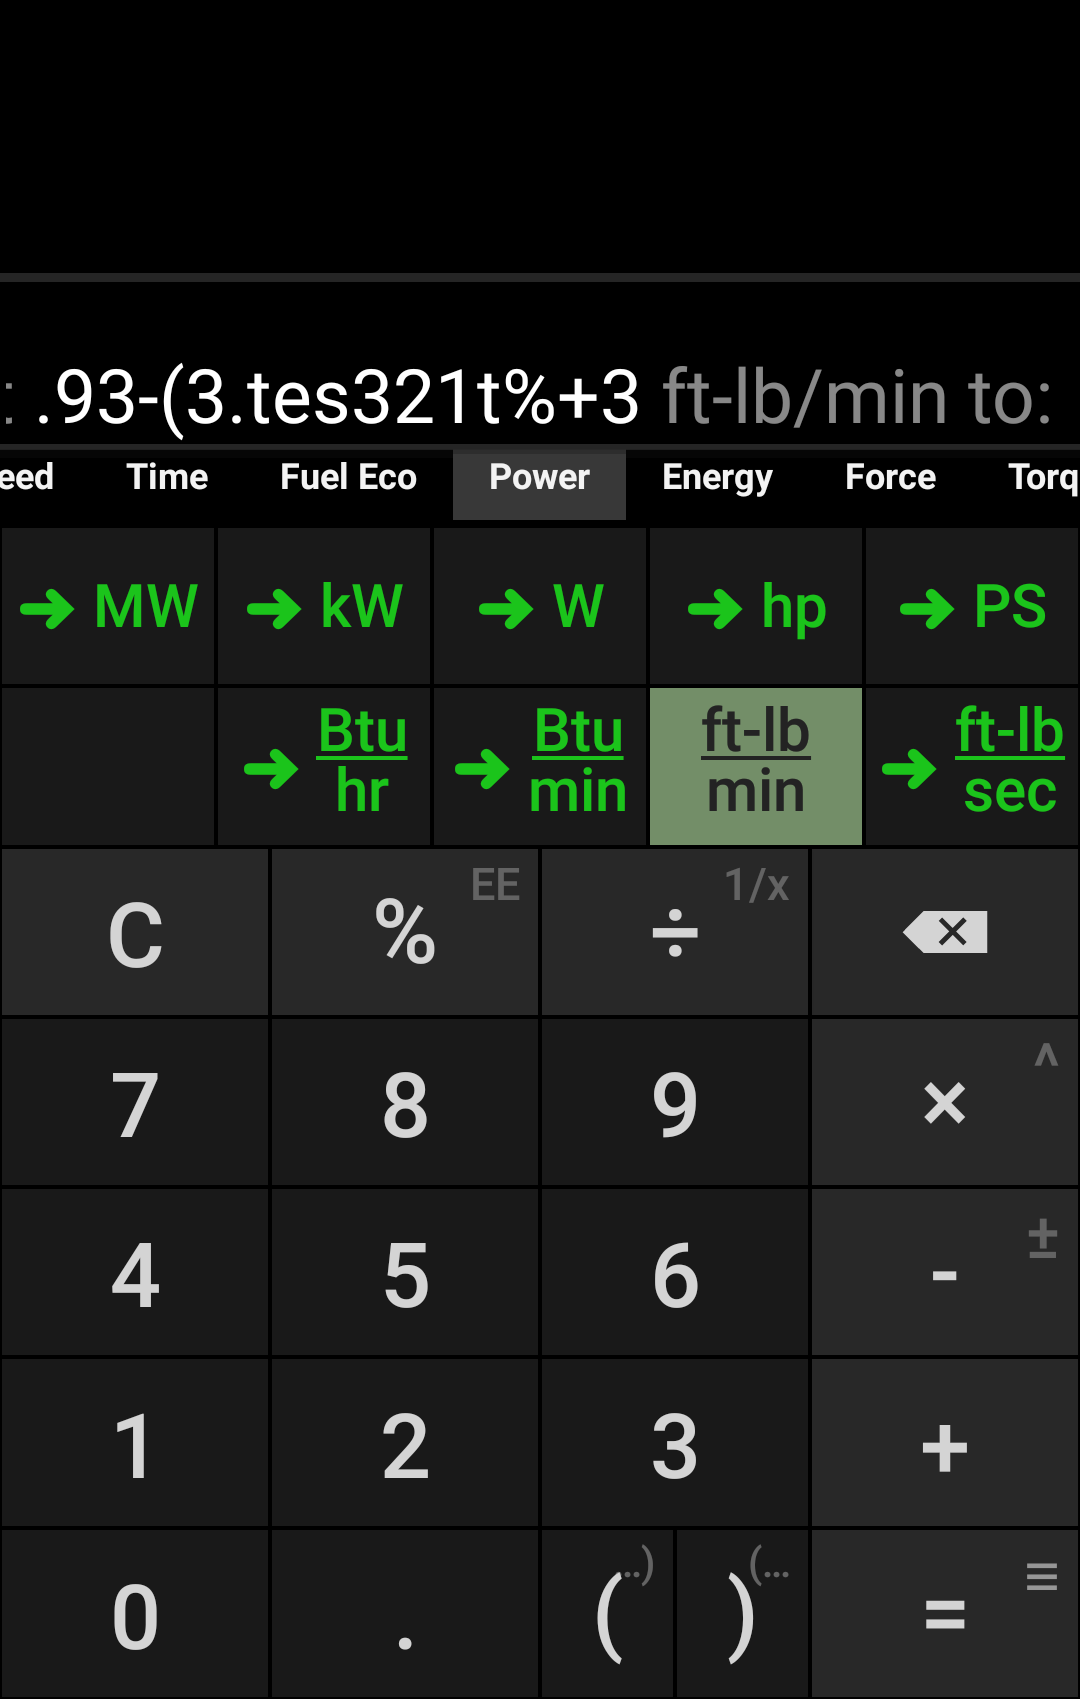 : .93-(3.tes321t%+3 ft-lb/min to:
eed Time Fuel Eco Power Energy Force Torq
➔ MW ➔ kW ➔ W ➔ hp ➔ PS
➔ Btu/hr ➔ Btu/min ft-lb/min ➔ ft-lb/sec
C % EE ÷ 1/x
7 8 9 × ^
4 5 6 - ±
1 2 3 +
0 . ( ..) ) (... = ≡